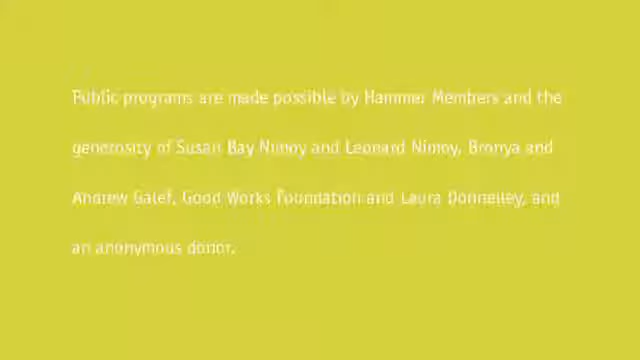 Public programs are made possible by Hammer Members and the
generosity of Susan Bay Nimoy and Leonard Nimoy, Bronya and
Andrew Galef, Good Works Foundation and Laura Donnelley, and
an anonymous donor.